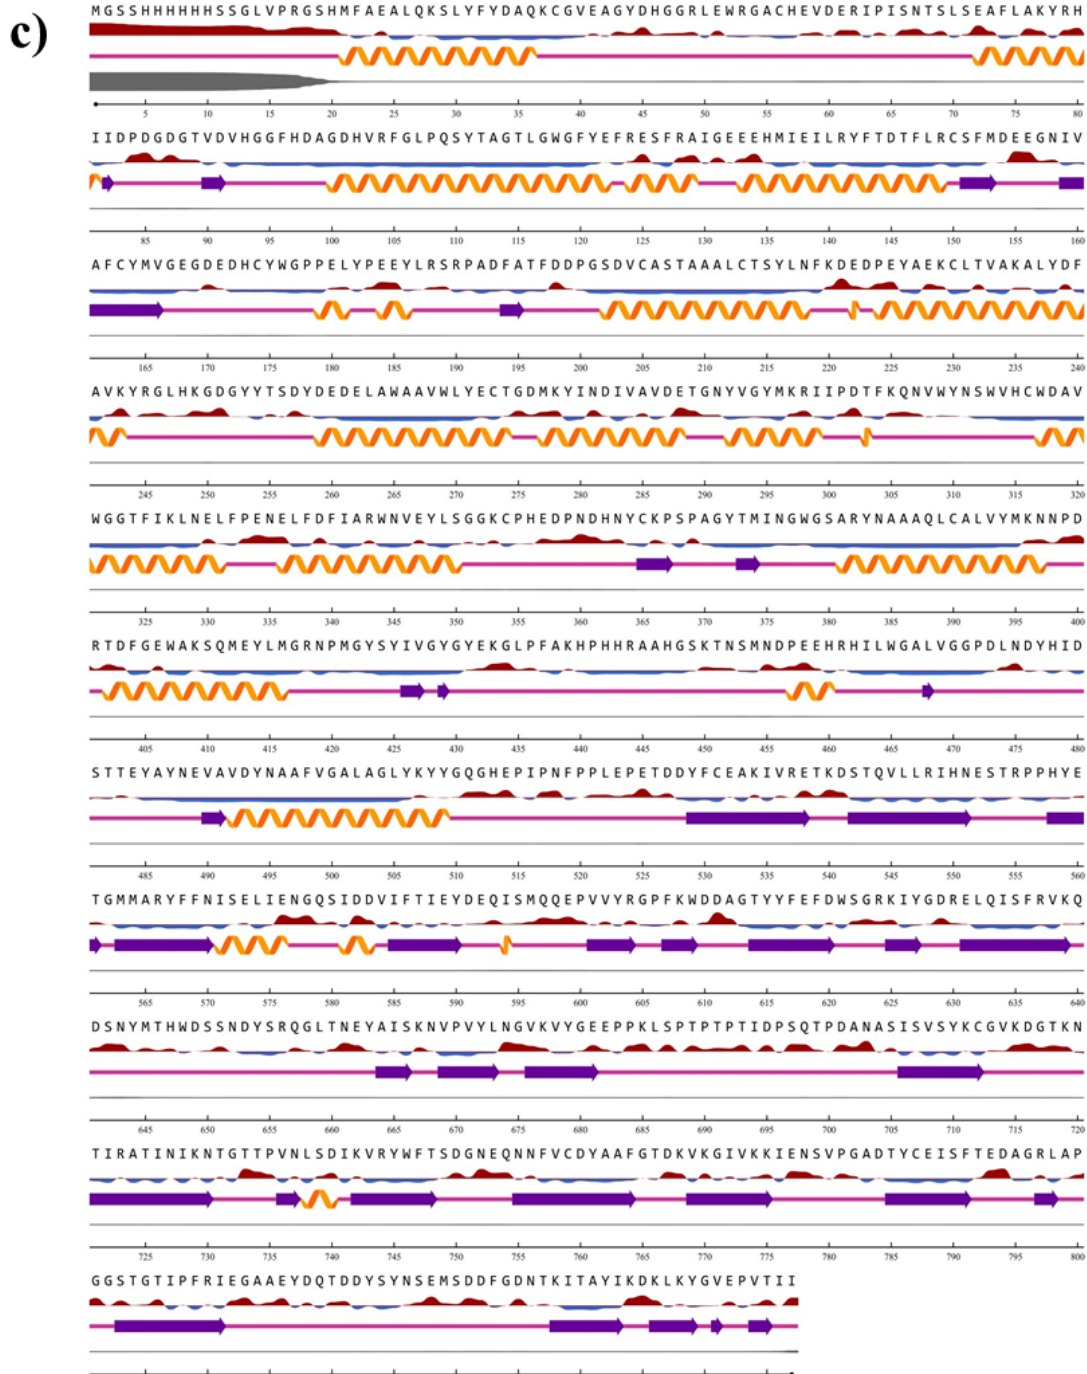 c)
MGSSHHHHHHSSGLVPRGSHMFAEALQKSLYFYDAQKCGVEAGYDHGGRLEWRGACHEVDERIPISNTSLSEAFLAKYRH
5 10 15 20 25 30 35 40 45 50 55 60 65 70 75 80
IIDPDGDGTVDVHGGFHDAGDHVRFGLPQSYTAGTLGWGFYEFRESFRAIGEEEHMIEILRYFTDTFLRCSFMDEEGNIV
85 90 95 100 105 110 115 120 125 130 135 140 145 150 155 160
AFCYMVGEGDEDHCYWGPPELYPEEYLRSRPADFATFDDPGSDVCASTAAALCTSYLNFKDEDPEYAEKCLTVAKALYDF
165 170 175 180 185 190 195 200 205 210 215 220 225 230 235 240
AVKYRGLHKGDGYYTSDYDEDELAWAAVWLYECTGDMKYINDIVAVDETGNYVGYMKRIIPDTFKQNVWYNSWVHCWDAV
245 250 255 260 265 270 275 280 285 290 295 300 305 310 315 320
WGGTFIKLNELFPENELFDFIARWNVEYLSGGKCPHEDPNDHNYCKPSPAGYTMINGWGSARYNAAAQLCALVYMKNNPD
325 330 335 340 345 350 355 360 365 370 375 380 385 390 395 400
RTDFGEWAKSQMEYLMGRNPMGYSYIVGYGYEKGLPFAKHPHHRAAHGSKTNSMNDPEEHRHILWGALVGGPDLNDYHID
405 410 415 420 425 430 435 440 445 450 455 460 465 470 475 480
STTEYAYNEVAVDYNAAFVGALAGLYKYYGQGHEPIPNFPPLEPETDDYFCEAKIVRETKDSTQVLLRIHNESTRPPHYE
485 490 495 500 505 510 515 520 525 530 535 540 545 550 555 560
TGMMARYFFNISELIENGQSIDDVIFTIEYDEQISMQQEPVVYRGPFKWDDAGTYYFEFDWSGRKIYGDRELQISFRVKQ
565 570 575 580 585 590 595 600 605 610 615 620 625 630 635 640
DSNYMTHWDSSNDYSRQGLTNEYAISKNVPVYLNGVKVYGEEPPKLSPTPTPTIDPSQTPDANASISVSYKCGVKDGTKN
645 650 655 660 665 670 675 680 685 690 695 700 705 710 715 720
TIRATINIKNTGTTPVNLSDIKVRYWFTSDGNEQNNFVCDYAAFGTDKVKGIVKKIENSVPGADTYCEISFTEDAGRLAP
725 730 735 740 745 750 755 760 765 770 775 780 785 790 795 800
GGSTGTIPFRIEGAAEYDQTDDYSYNSEMSDDFGDNTKITAYIKDKLKYGVEPVTII